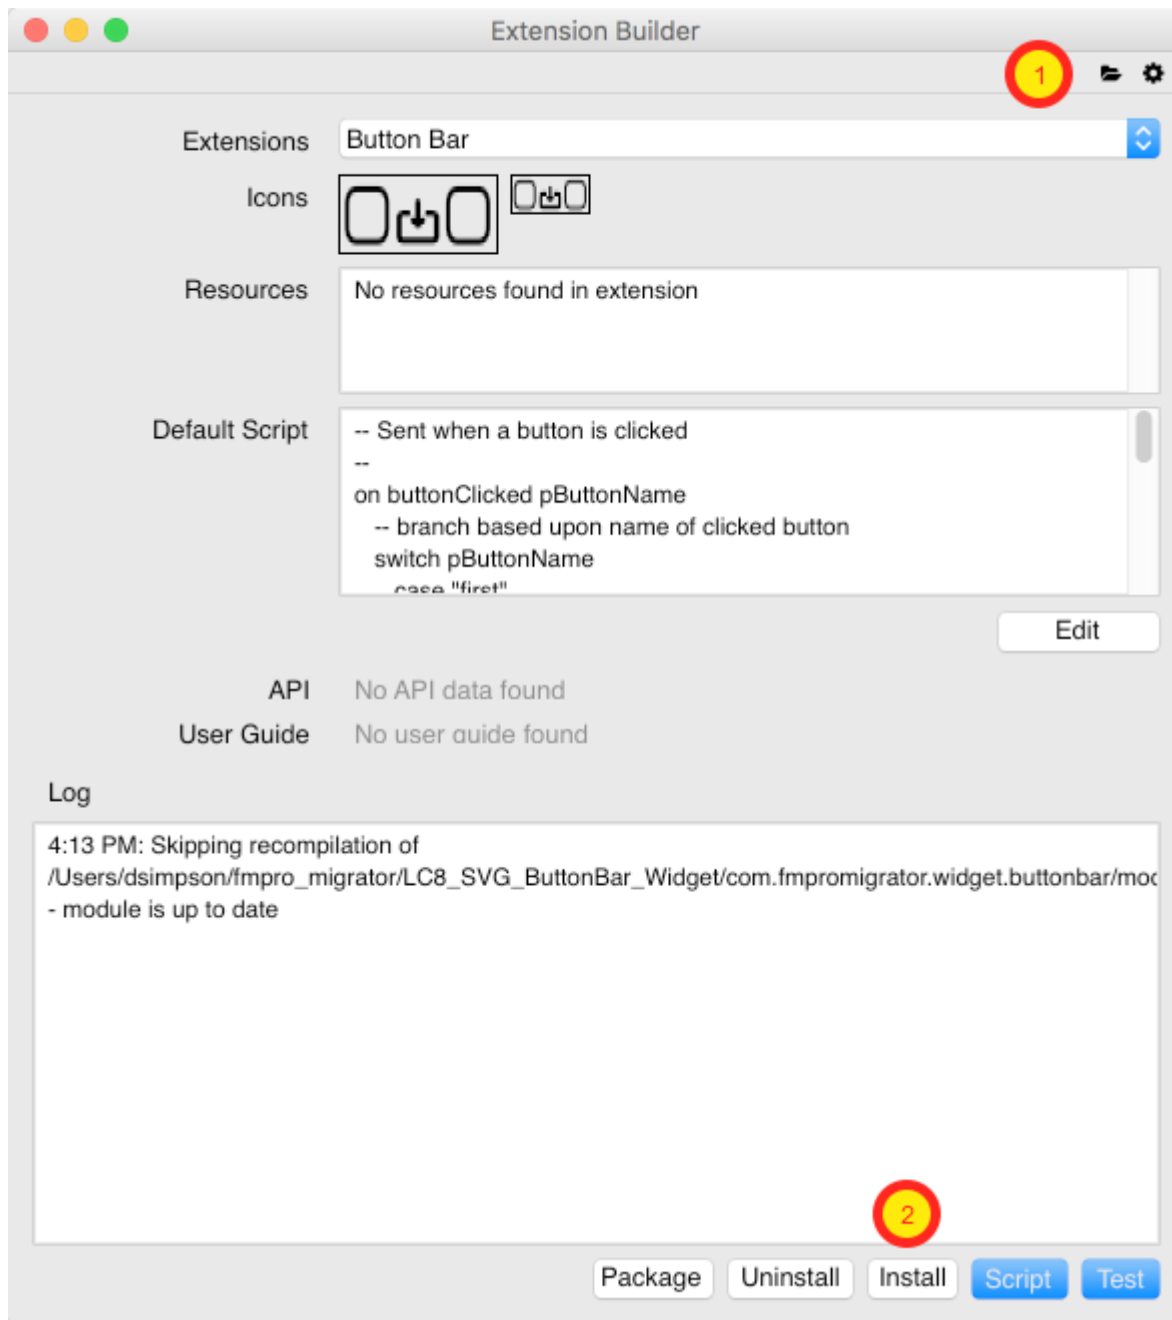 Extension Builder
1
Extensions
Button Bar
Icons
Resources
No resources found in extension
Default Script
-- Sent when a button is clicked
--
on buttonClicked pButtonName
-- branch based upon name of clicked button
switch pButtonName
case "first"
Edit
API
No API data found
User Guide
No user guide found
Log
4:13 PM: Skipping recompilation of
/Users/dsimpson/fmpro_migrator/LC8_SVG_ButtonBar_Widget/com.fmpromigrator.widget.buttonbar/moc
- module is up to date
2
Package
Uninstall
Install
Script
Test